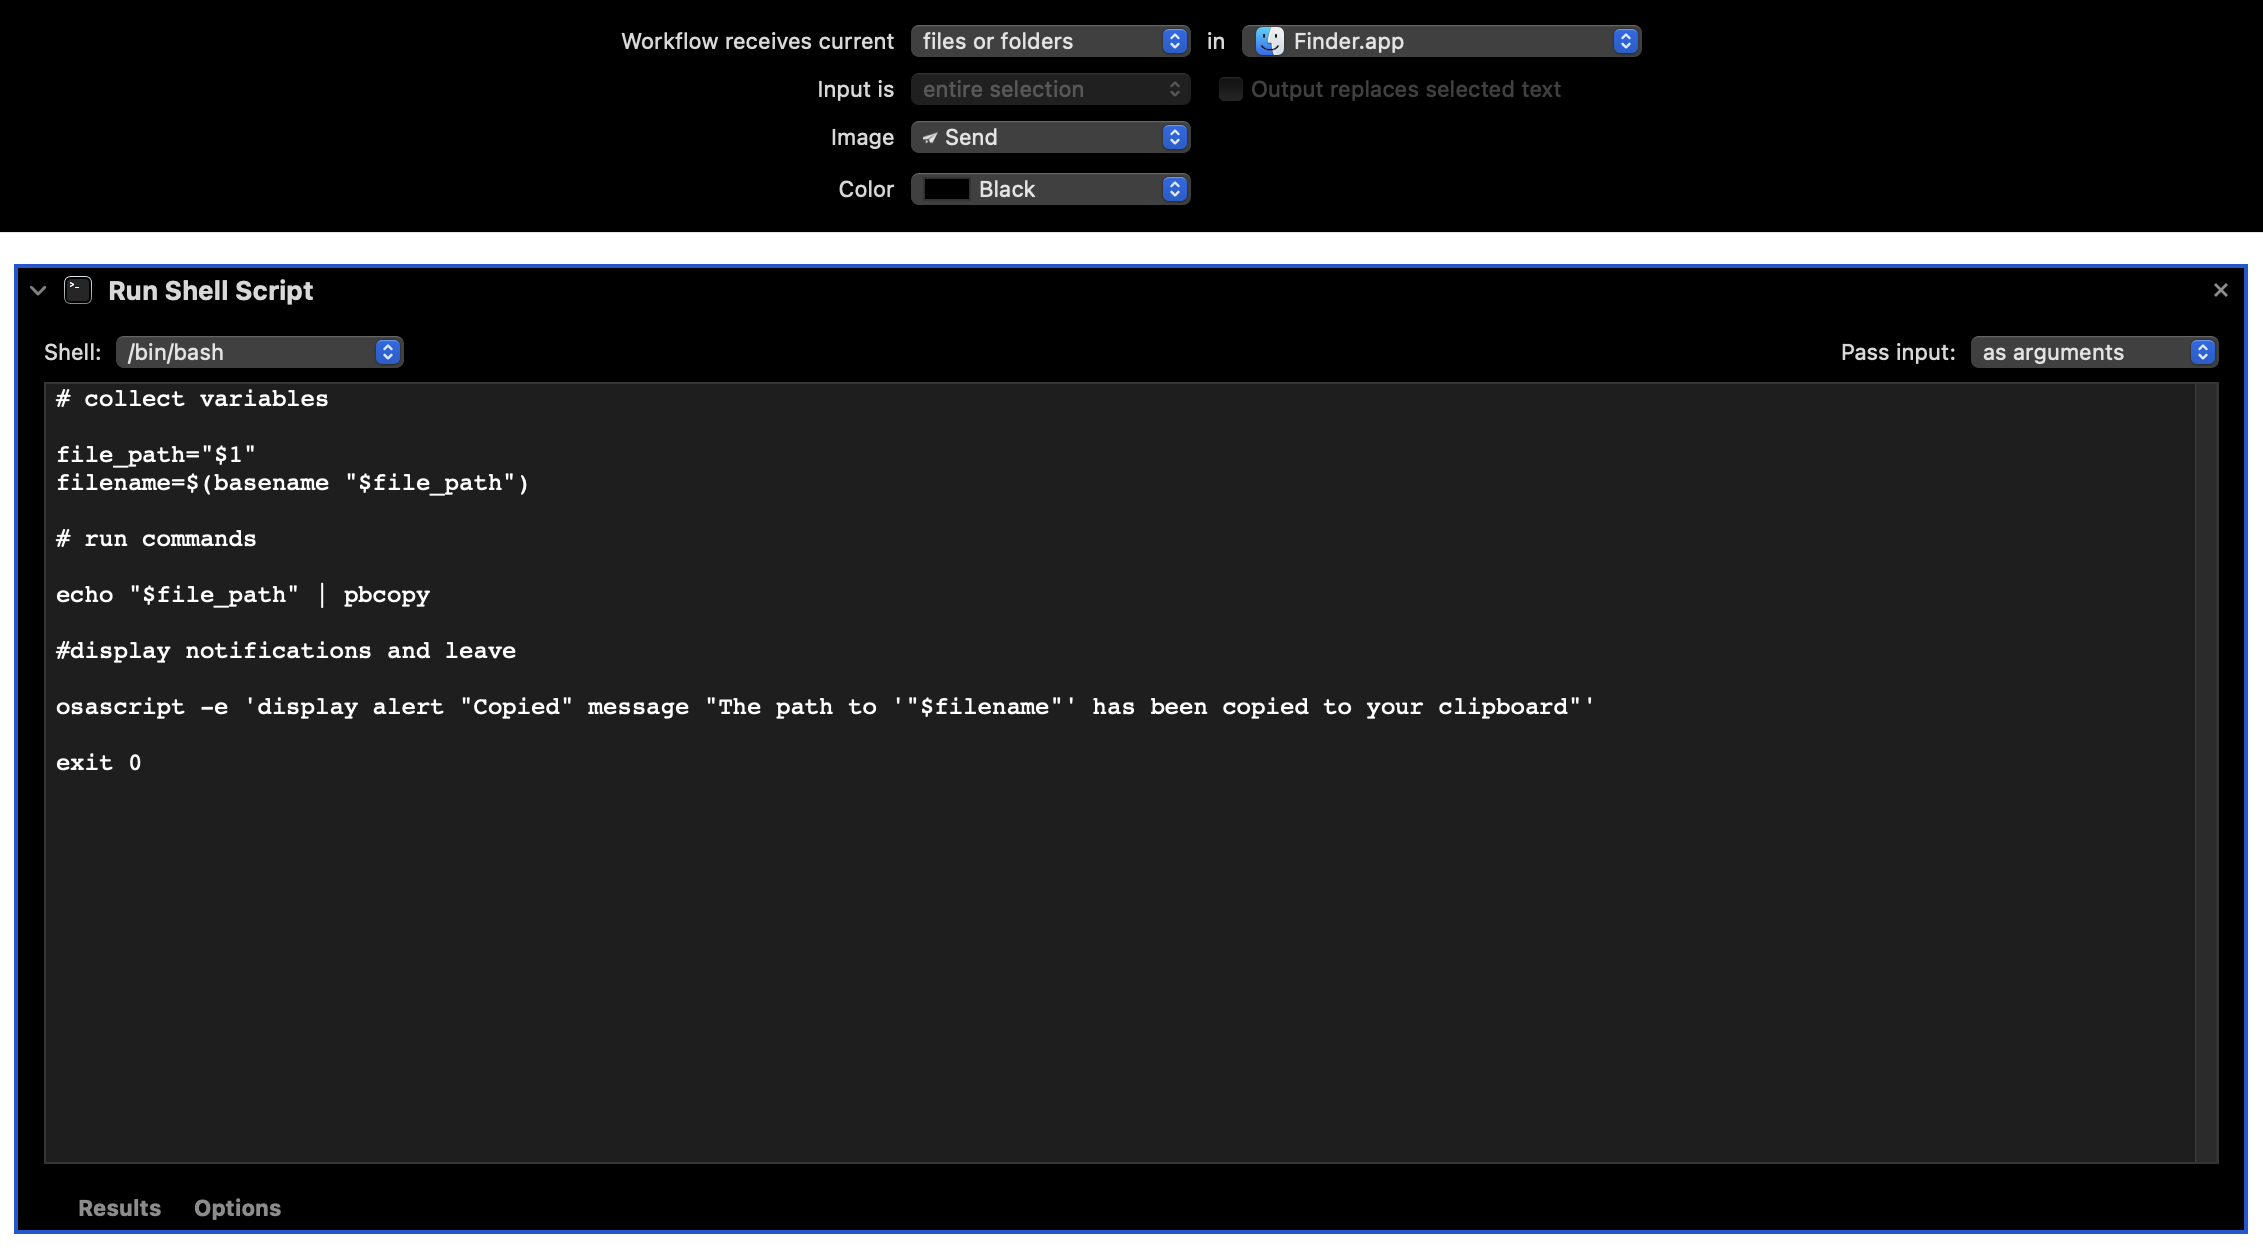 Workflow receives current files or folders in Finder.app
Input is entire selection Output replaces selected text
Image Send
Color Black
Run Shell Script
Shell: /bin/bash Pass input: as arguments
# collect variables
file_path="$1"
filename=$(basename "$file_path")
# run commands
echo "$file_path" | pbcopy
#display notifications and leave
osascript -e 'display alert "Copied" message "The path to '"$filename"' has been copied to your clipboard"'
exit 0
Results Options